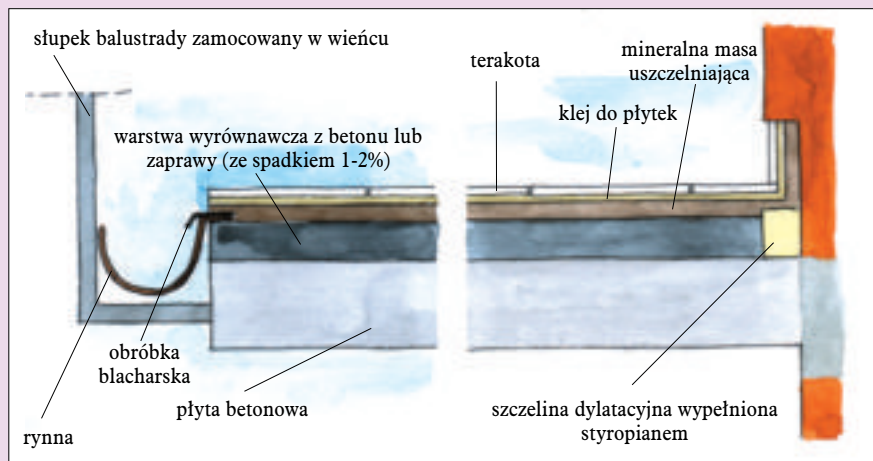 słupek balustrady zamocowany w wieńcu
terakota
mineralna masa
uszczelniająca
klej do płytek
warstwa wyrównawcza z betonu lub
zaprawy (ze spadkiem 1-2%)
obróbka
blacharska
rynna
płyta betonowa
szczelina dylatacyjna wypełniona
styropianem